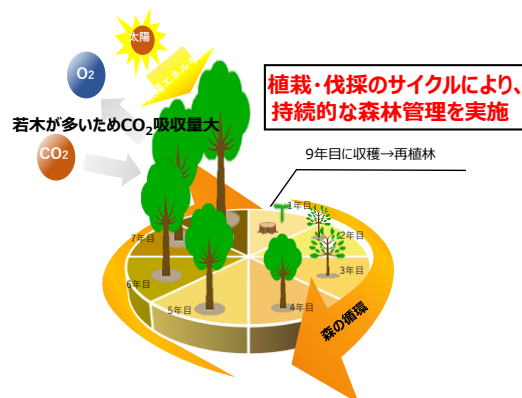 太陽
O₂
植栽・伐採のサイクルにより、
持続的な森林管理を実施
若木が多いためCO₂吸収量大
CO₂
9年目に収穫→再植林
1年目
2年目
3年目
4年目
5年目
6年目
7年目
森の循環